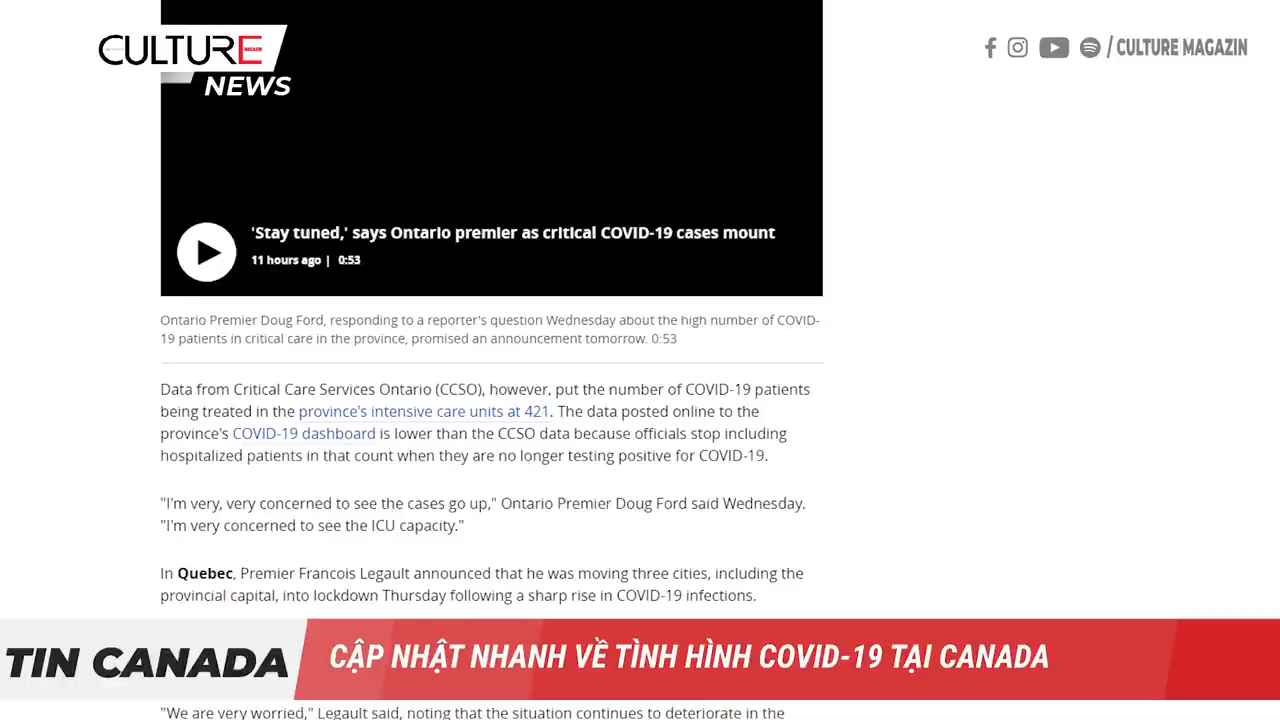 CULTURE
NEWS
/ CULTURE MAGAZIN
'Stay tuned,' says Ontario premier as critical COVID-19 cases mount
11 hours ago | 0:53
Ontario Premier Doug Ford, responding to a reporter's question Wednesday about the high number of COVID-
19 patients in critical care in the province, promised an announcement tomorrow. 0:53
Data from Critical Care Services Ontario (CCSO), however, put the number of COVID-19 patients
being treated in the province's intensive care units at 421. The data posted online to the
province's COVID-19 dashboard is lower than the CCSO data because officials stop including
hospitalized patients in that count when they are no longer testing positive for COVID-19.
"I'm very, very concerned to see the cases go up," Ontario Premier Doug Ford said Wednesday.
"I'm very concerned to see the ICU capacity."
In Quebec, Premier Francois Legault announced that he was moving three cities, including the
provincial capital, into lockdown Thursday following a sharp rise in COVID-19 infections.
TIN CANADA
CẬP NHẬT NHANH VỀ TÌNH HÌNH COVID-19 TẠI CANADA
"We are very worried," Legault said, noting that the situation continues to deteriorate in the